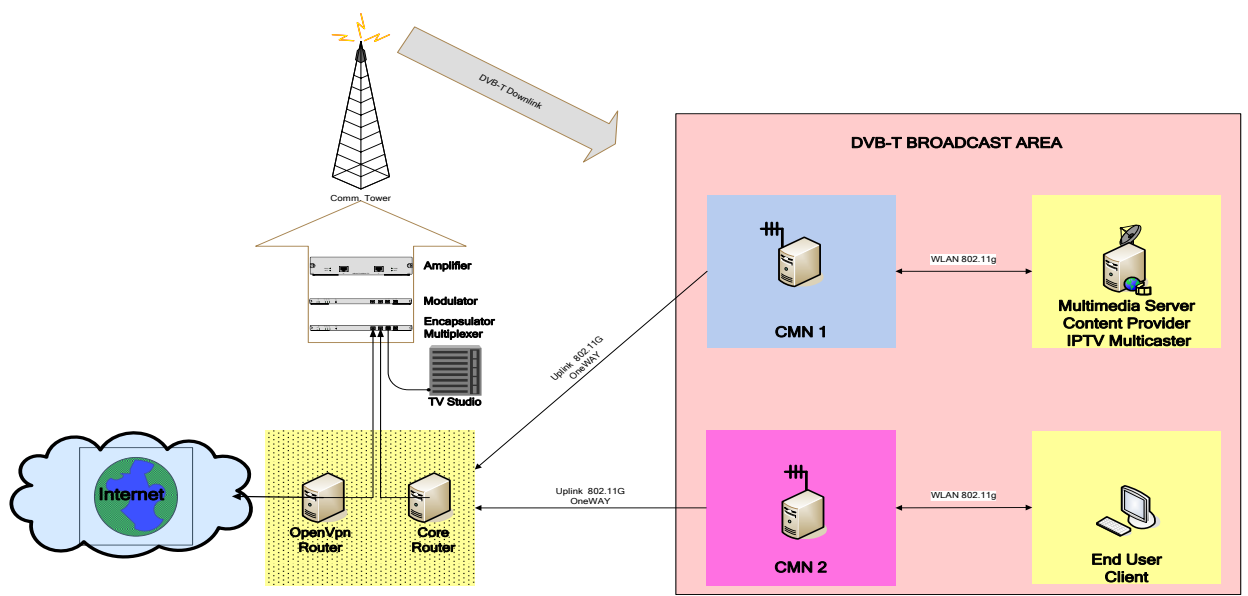 DVB-T Downlink
Comm. Tower
DVB-T BROADCAST AREA
Amplifier
Modulator
Encapsulator
Multiplexer
TV Studio
Uplink 802.11G
OneWAY
CMN 1
WLAN 802.11g
Multimedia Server
Content Provider
IPTV Multicaster
Internet
OpenVpn
Router
Core
Router
Uplink 802.11G
OneWAY
CMN 2
WLAN 802.11g
End User
Client